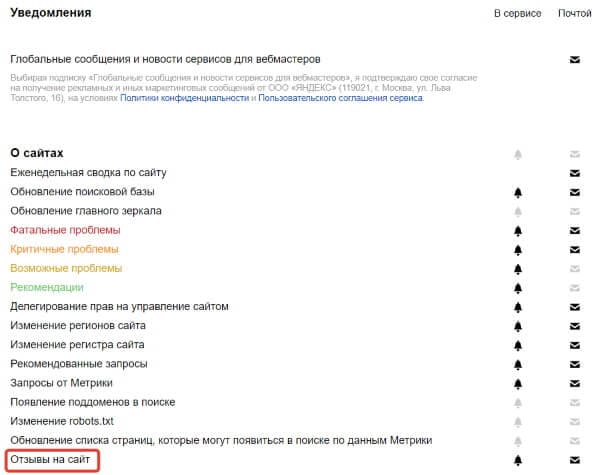 Уведомления В сервисе Почтой
Глобальные сообщения и новости сервисов для вебмастеров
Выбирая подписку «Глобальные сообщения и новости сервисов для вебмастеров», я подтверждаю свое согласие
на получение рекламных и иных маркетинговых сообщений от ООО «ЯНДЕКС» (119021, г. Москва, ул. Льва
Толстого, 16), на условиях Политики конфиденциальности и Пользовательского соглашения сервиса.
О сайтах
Еженедельная сводка по сайту
Обновление поисковой базы
Обновление главного зеркала
Фатальные проблемы
Критичные проблемы
Возможные проблемы
Рекомендации
Делегирование прав на управление сайтом
Изменение регионов сайта
Изменение регистра сайта
Рекомендованные запросы
Запросы от Метрики
Появление поддоменов в поиске
Изменение robots.txt
Обновление списка страниц, которые могут появиться в поиске по данным Метрики
Отзывы на сайт